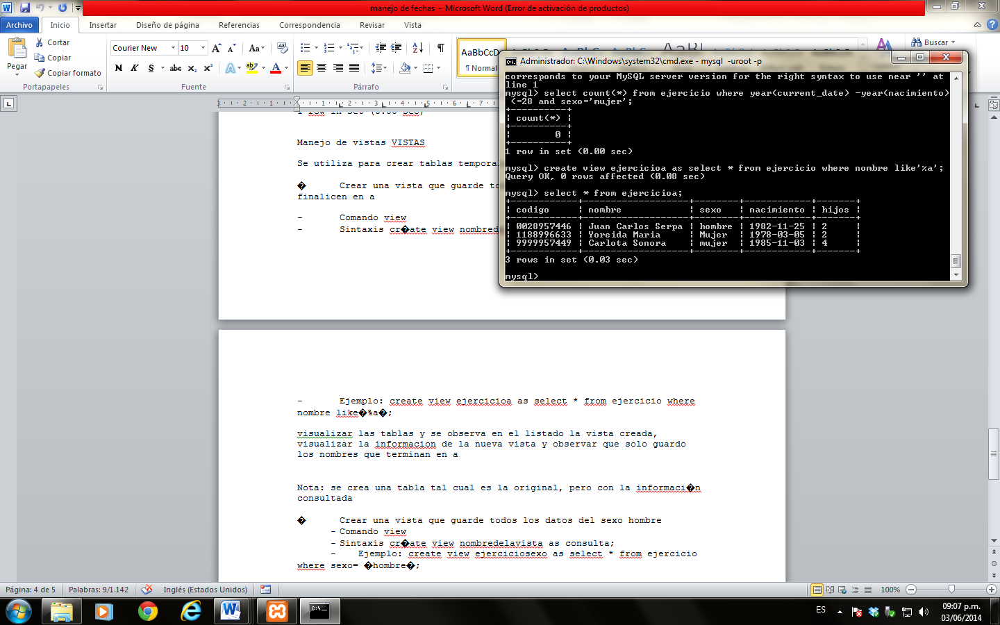 manejo de fechas - Microsoft Word (Error de activación de productos)
Archivo Inicio Insertar Diseño de página Referencias Correspondencia Revisar Vista
Pegar
Cortar
Copiar
Copiar formato
Portapapeles
Courier New 10
Fuente
Párrafo
AaBbCcD
¶ Normal
Buscar
Administrador: C:\Windows\system32\cmd.exe - mysql -uroot -p
corresponds to your MySQL server version for the right syntax to use near '' at
line 1
mysql> select count(*) from ejercicio where year(current_date) -year(nacimiento)
<=28 and sexo='mujer';
+----------+
| count(*) |
+----------+
|        0 |
+----------+
1 row in set (0.00 sec)
mysql> create view ejercicioa as select * from ejercicio where nombre like'%a';
Query OK, 0 rows affected (0.08 sec)
mysql> select * from ejercicioa;
+------------+-------------------+--------+------------+-------+
| codigo     | nombre            | sexo   | nacimiento | hijos |
+------------+-------------------+--------+------------+-------+
| 0028957446 | Juan Carlos Serpa | hombre | 1982-11-25 | 2     |
| 1188996633 | Yoreida Maria     | Mujer  | 1978-03-05 | 2     |
| 9999957449 | Carlota Sonora    | mujer  | 1985-11-03 | 4     |
+------------+-------------------+--------+------------+-------+
3 rows in set (0.03 sec)
mysql>
1 row in set (0.00 sec)
Manejo de vistas VISTAS
Se utiliza para crear tablas temporal
� Crear una vista que guarde to
finalicen en a
- Comando view
- Sintaxis cr�ate view nombrede
- Ejemplo: create view ejercicioa as select * from ejercicio where
nombre like�%a�;
visualizar las tablas y se observa en el listado la vista creada,
visualizar la informacion de la nueva vista y observar que solo guardo
los nombres que terminan en a
Nota: se crea una tabla tal cual es la original, pero con la informaci�n
consultada
� Crear una vista que guarde todos los datos del sexo hombre
- Comando view
- Sintaxis cr�ate view nombredelavista as consulta;
- Ejemplo: create view ejerciciosexo as select * from ejercicio
where sexo= �hombre�;
Página: 4 de 5 Palabras: 9/1.142 Inglés (Estados Unidos) 100%
ES
09:07 p.m.
03/06/2014